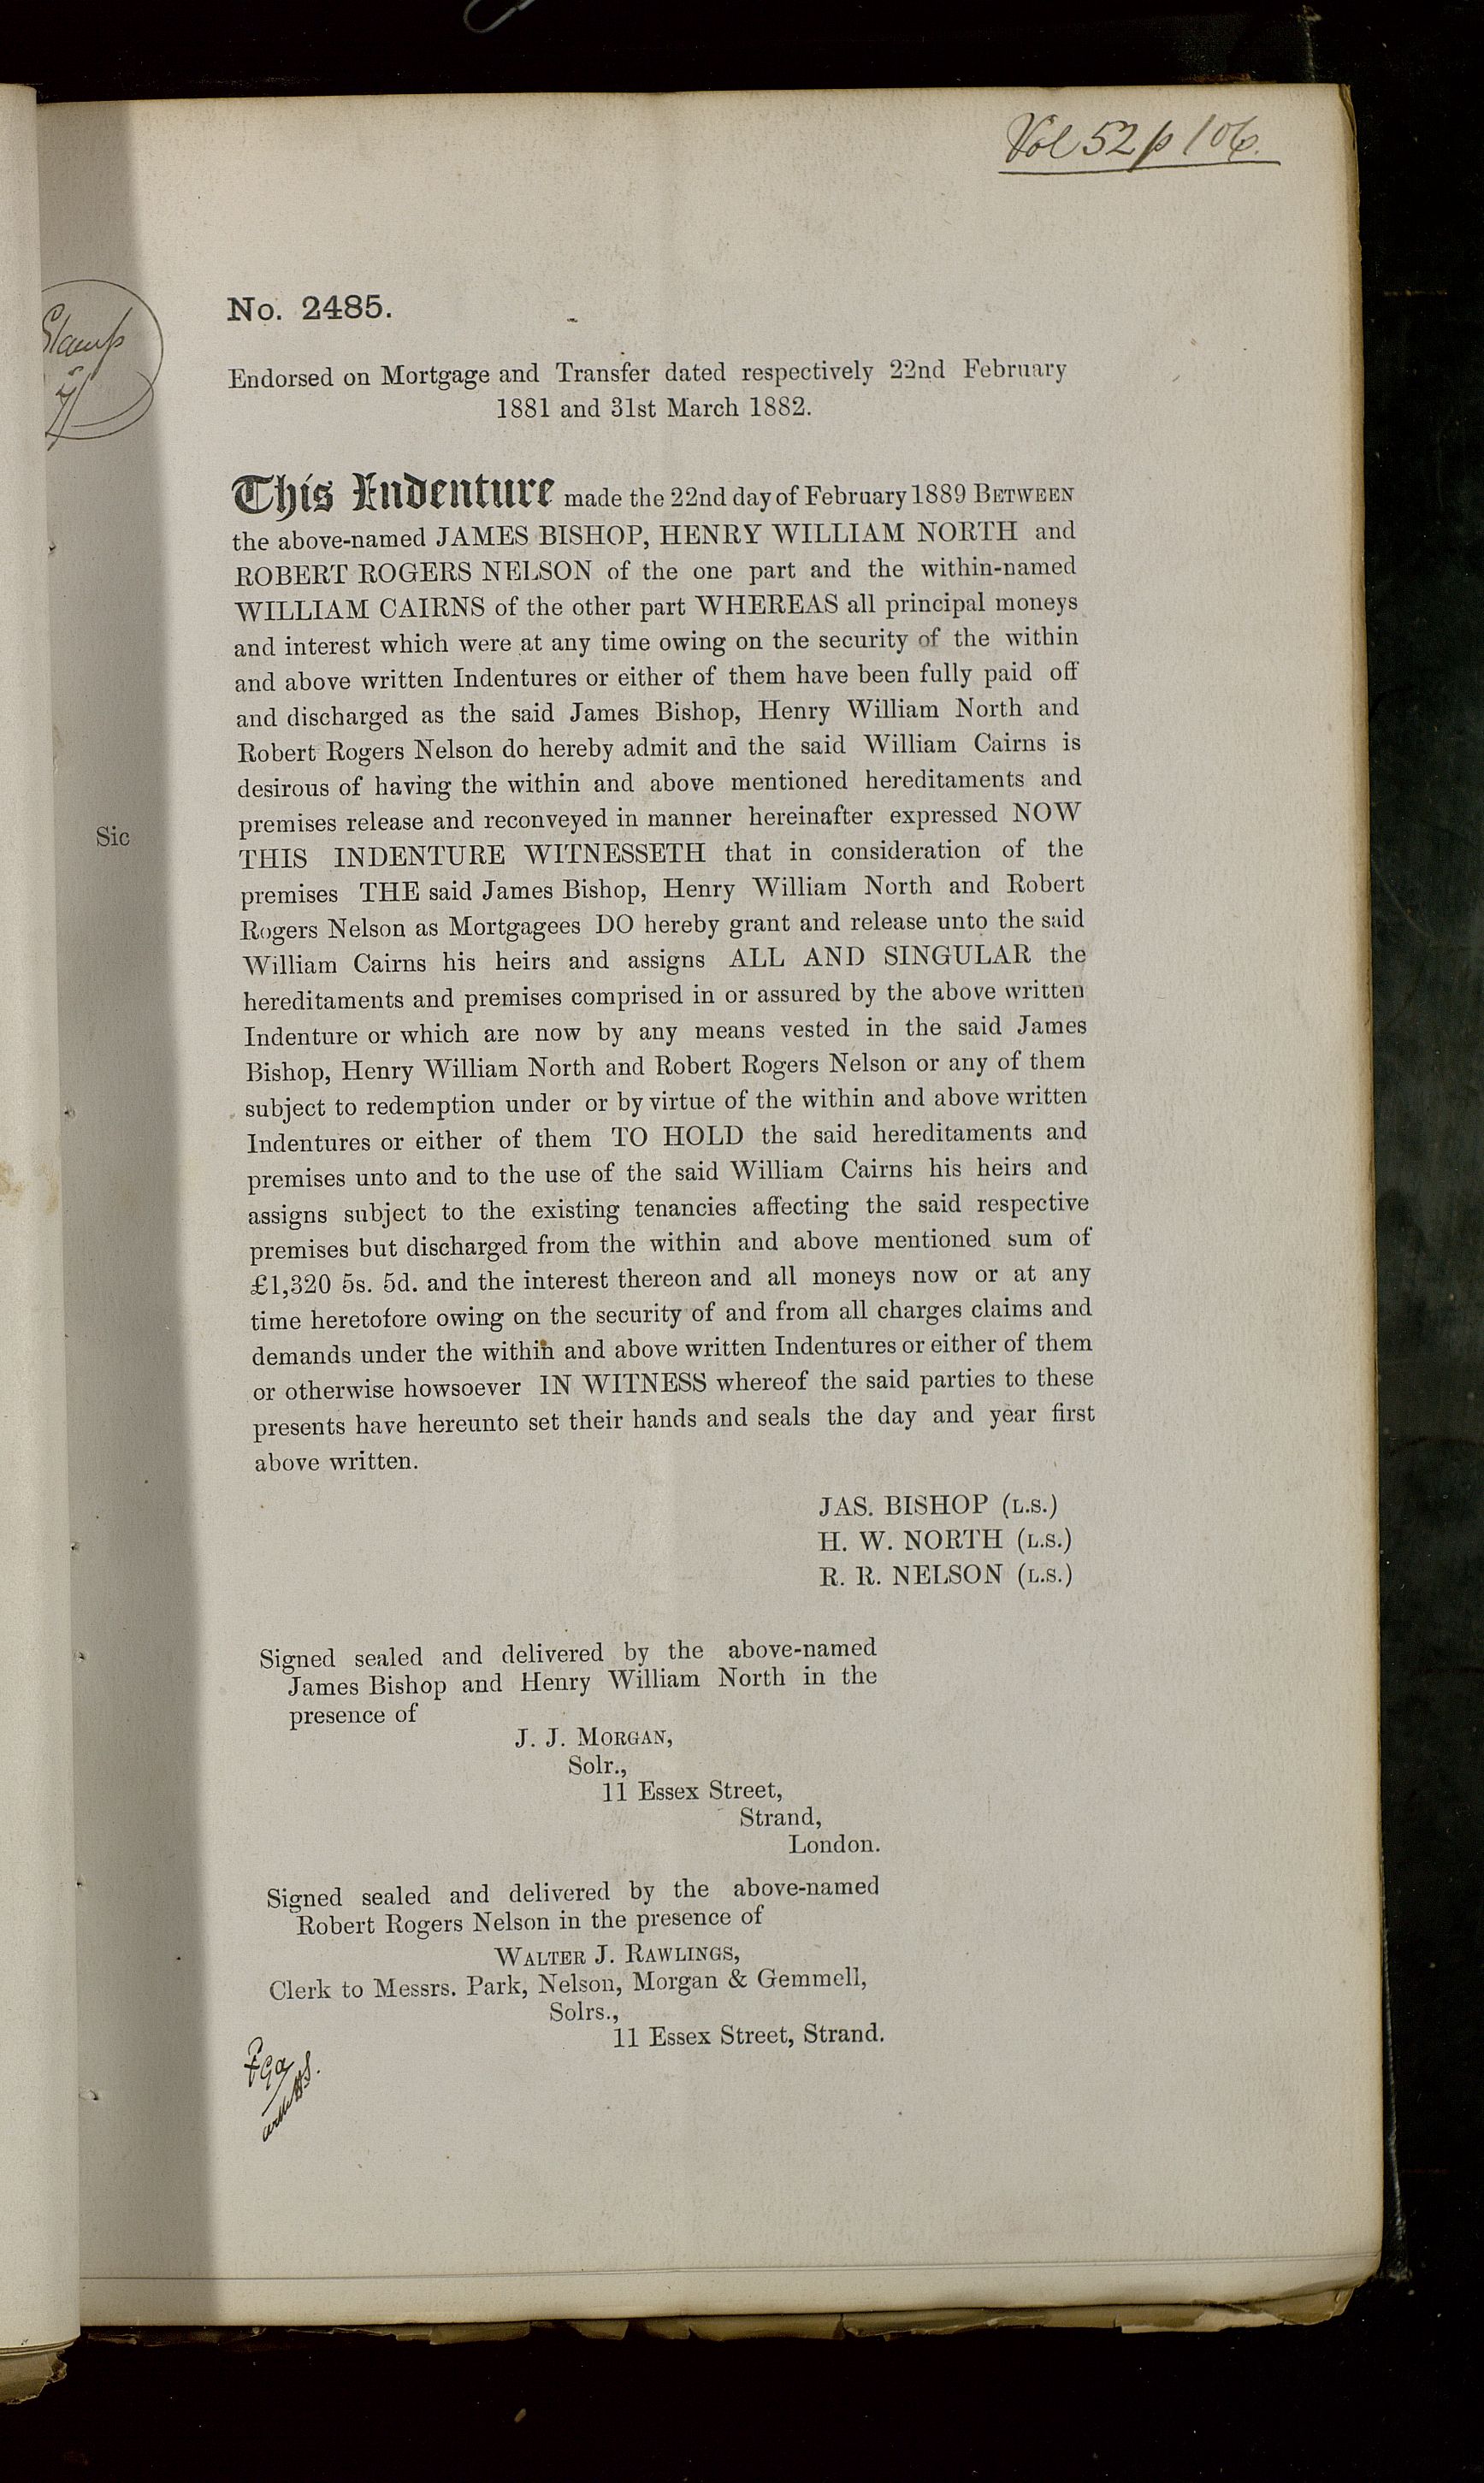 Vol 52 p 106.
Stamp
No. 2485.
Endorsed on Mortgage and Transfer dated respectively 22nd February
1881 and 31st March 1882.
This Indenture made the 22nd day of February 1889 BETWEEN
the above-named JAMES BISHOP, HENRY WILLIAM NORTH and
ROBERT ROGERS NELSON of the one part and the within-named
WILLIAM CAIRNS of the other part WHEREAS all principal moneys
and interest which were at any time owing on the security of the within
and above written Indentures or either of them have been fully paid off
and discharged as the said James Bishop, Henry William North and
Robert Rogers Nelson do hereby admit and the said William Cairns is
desirous of having the within and above mentioned hereditaments and
Sic premises release and reconveyed in manner hereinafter expressed NOW
THIS INDENTURE WITNESSETH that in consideration of the
premises THE said James Bishop, Henry William North and Robert
Rogers Nelson as Mortgagees DO hereby grant and release unto the said
William Cairns his heirs and assigns ALL AND SINGULAR the
hereditaments and premises comprised in or assured by the above written
Indenture or which are now by any means vested in the said James
Bishop, Henry William North and Robert Rogers Nelson or any of them
subject to redemption under or by virtue of the within and above written
Indentures or either of them TO HOLD the said hereditaments and
premises unto and to the use of the said William Cairns his heirs and
assigns subject to the existing tenancies affecting the said respective
premises but discharged from the within and above mentioned sum of
£1,320 5s. 5d. and the interest thereon and all moneys now or at any
time heretofore owing on the security of and from all charges claims and
demands under the within and above written Indentures or either of them
or otherwise howsoever IN WITNESS whereof the said parties to these
presents have hereunto set their hands and seals the day and year first
above written.
JAS. BISHOP (L.S.)
H. W. NORTH (L.S.)
R. R. NELSON (L.S.)
Signed sealed and delivered by the above-named
James Bishop and Henry William North in the
presence of
J. J. MORGAN,
Solr.,
11 Essex Street,
Strand,
London.
Signed sealed and delivered by the above-named
Robert Rogers Nelson in the presence of
WALTER J. RAWLINGS,
Clerk to Messrs. Park, Nelson, Morgan & Gemmell,
Solrs.,
11 Essex Street, Strand.